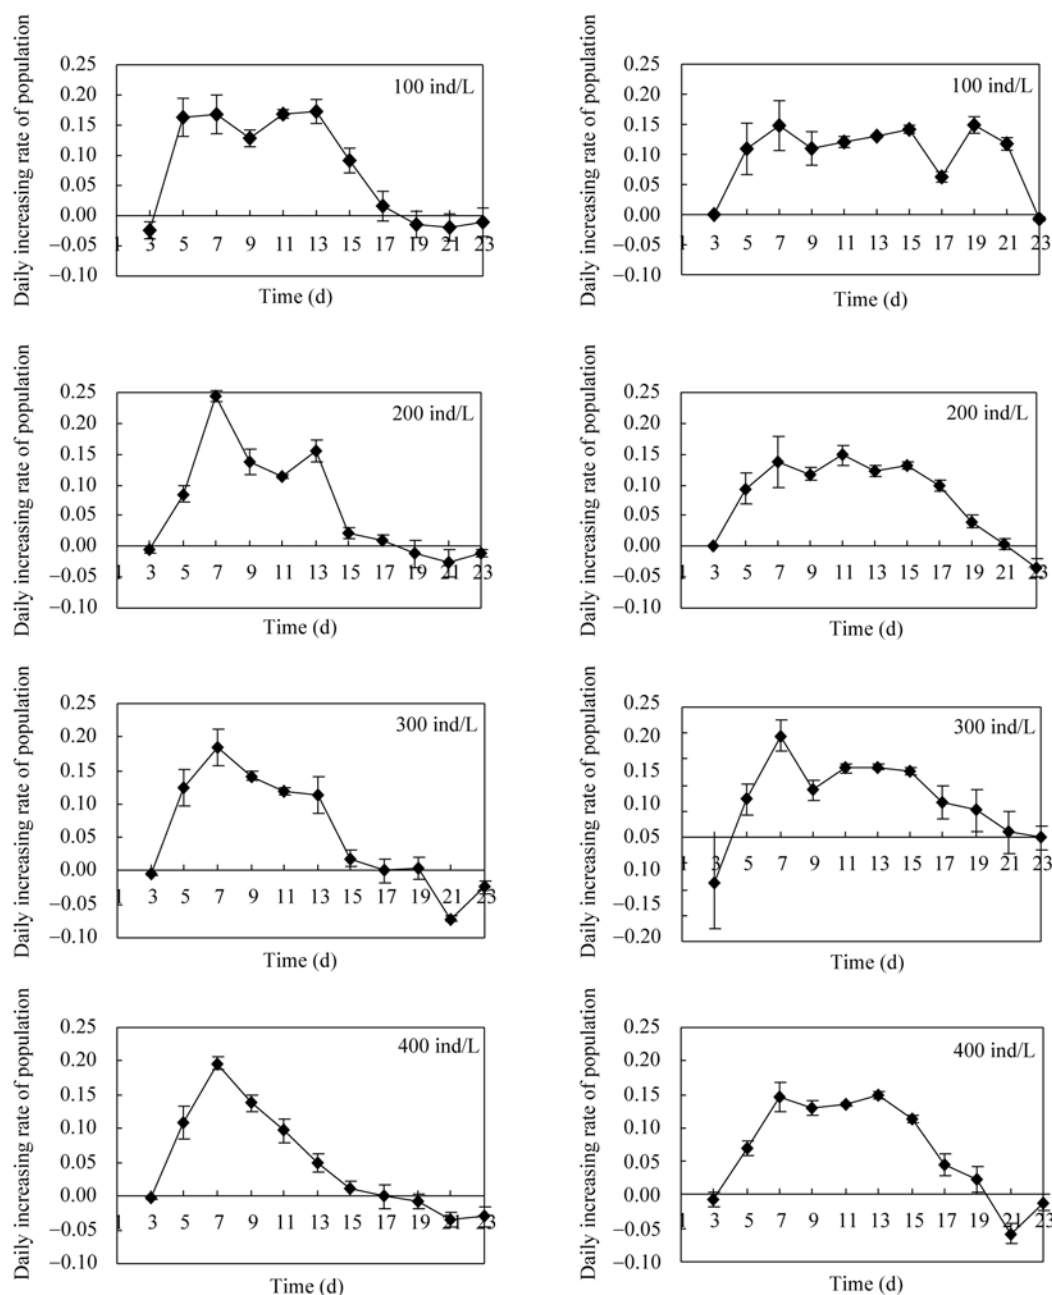 Daily increasing rate of population
0.25
0.20
0.15
0.10
0.05
0.00
–0.05
–0.10
100 ind/L
1 3 5 7 9 11 13 15 17 19 21 23
Time (d)
Daily increasing rate of population
0.25
0.20
0.15
0.10
0.05
0.00
–0.05
–0.10
100 ind/L
1 3 5 7 9 11 13 15 17 19 21 23
Time (d)
Daily increasing rate of population
0.25
0.20
0.15
0.10
0.05
0.00
–0.05
–0.10
200 ind/L
1 3 5 7 9 11 13 15 17 19 21 23
Time (d)
Daily increasing rate of population
0.25
0.20
0.15
0.10
0.05
0.00
–0.05
–0.10
200 ind/L
1 3 5 7 9 11 13 15 17 19 21 23
Time (d)
Daily increasing rate of population
0.25
0.20
0.15
0.10
0.05
0.00
–0.05
–0.10
300 ind/L
1 3 5 7 9 11 13 15 17 19 21 23
Time (d)
Daily increasing rate of population
0.25
0.20
0.15
0.10
0.05
0.10
–0.15
–0.20
300 ind/L
1 3 5 7 9 11 13 15 17 19 21 23
Time (d)
Daily increasing rate of population
0.25
0.20
0.15
0.10
0.05
0.00
–0.05
–0.10
400 ind/L
1 3 5 7 9 11 13 15 17 19 21 23
Time (d)
Daily increasing rate of population
0.25
0.20
0.15
0.10
0.05
0.00
–0.05
–0.10
400 ind/L
1 3 5 7 9 11 13 15 17 19 21 23
Time (d)